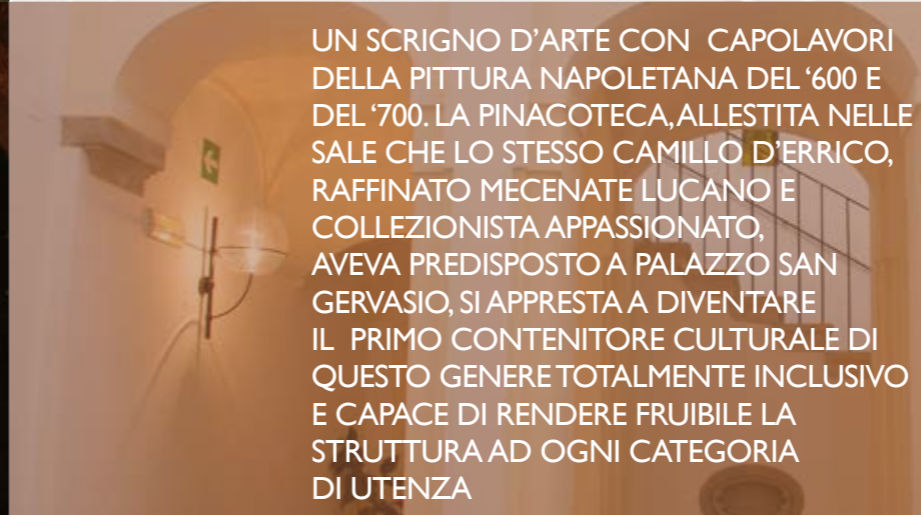 UN SCRIGNO D'ARTE CON CAPOLAVORI
DELLA PITTURA NAPOLETANA DEL '600 E
DEL '700. LA PINACOTECA, ALLESTITA NELLE
SALE CHE LO STESSO CAMILLO D'ERRICO,
RAFFINATO MECENATE LUCANO E
COLLEZIONISTA APPASSIONATO,
AVEVA PREDISPOSTO A PALAZZO SAN
GERVASIO, SI APPRESTA A DIVENTARE
IL PRIMO CONTENITORE CULTURALE DI
QUESTO GENERE TOTALMENTE INCLUSIVO
E CAPACE DI RENDERE FRUIBILE LA
STRUTTURA AD OGNI CATEGORIA
DI UTENZA